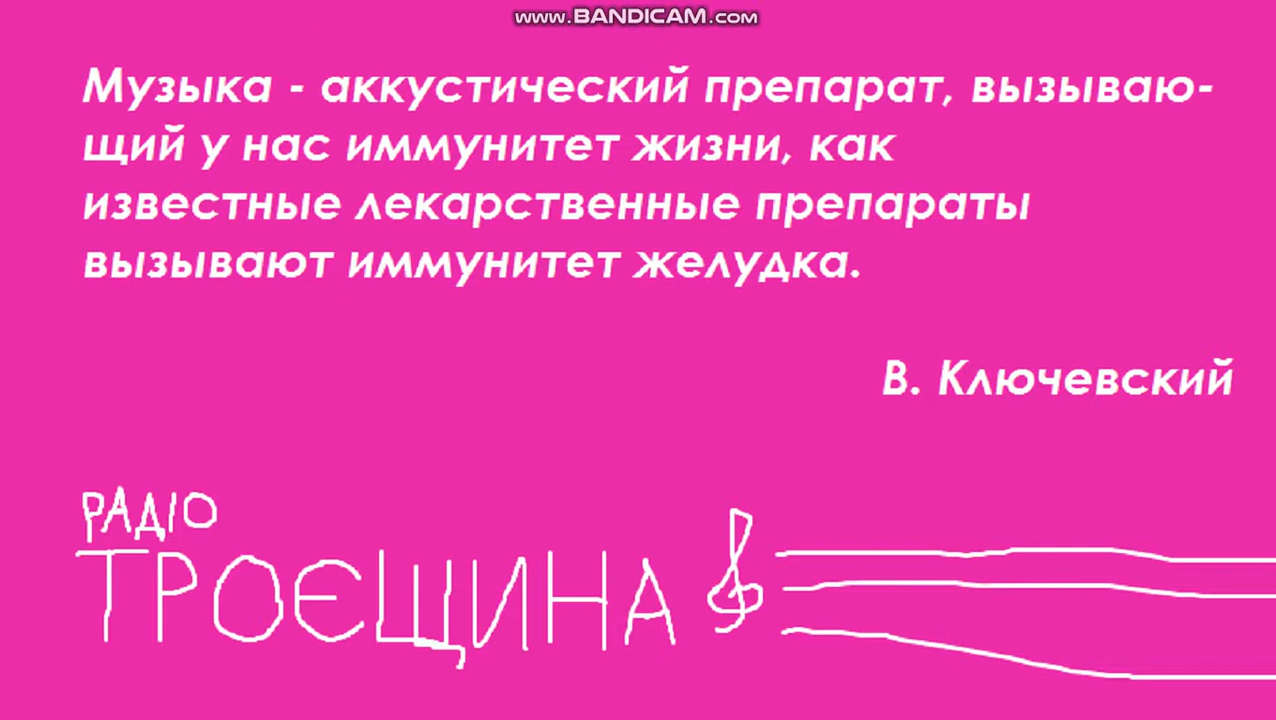 www.BANDICAM.com
Музыка - аккустический препарат, вызываю-
щий у нас иммунитет жизни, как
известные лекарственные препараты
вызывают иммунитет желудка.
В. Ключевский
РАДІО
ТРОЄЩИНА